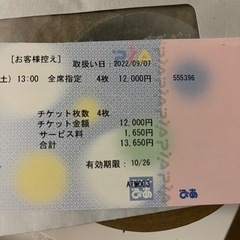 [お客様控え]
取扱い日：2022/09/07
(土) 13:00 全席指定 4枚 12,000円 555396
チケット枚数 4枚
チケット金額 12,000円
サービス料 1,650円
合計 13,650円
有効期限：10/26
ぴあ